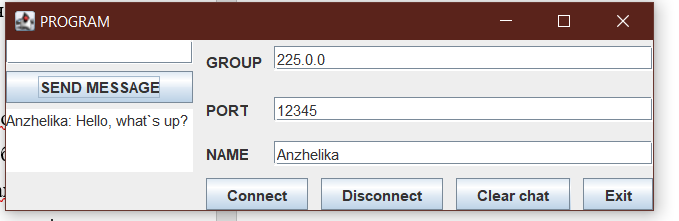 PROGRAM
GROUP
225.0.0
SEND MESSAGE
PORT
12345
Anzhelika: Hello, what`s up?
NAME
Anzhelika
Connect
Disconnect
Clear chat
Exit